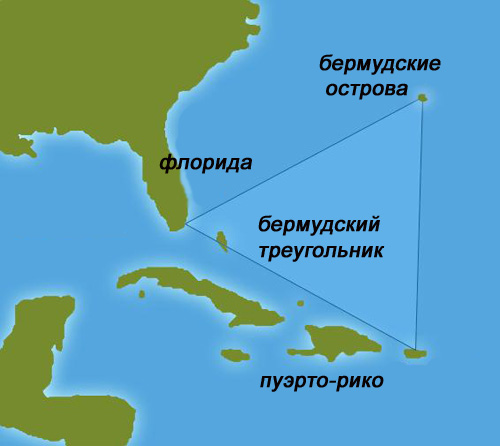 бермудские
острова
флорида
бермудский
треугольник
пуэрто-рико